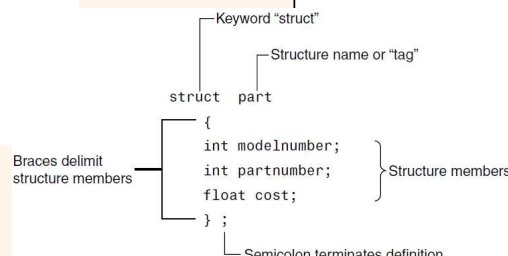 Keyword “struct”
Structure name or “tag”
struct part
{
int modelnumber;
int partnumber;
float cost;
} ;
Braces delimit
structure members
Structure members
Semicolon terminates definition